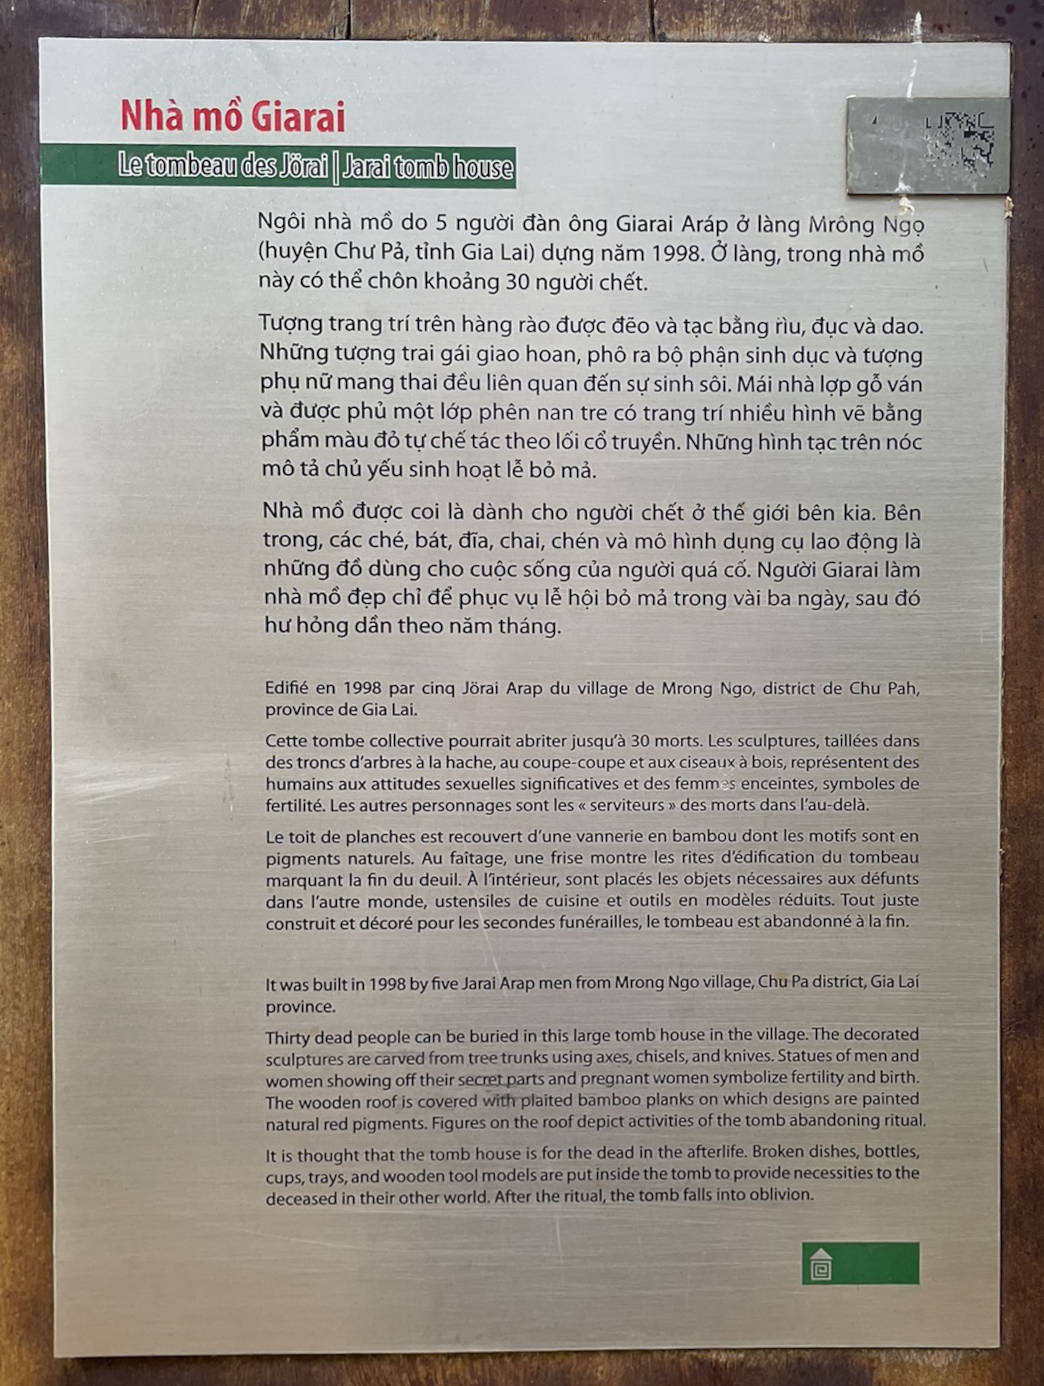 Nhà mồ Giarai
Le tombeau des Jörai | Jarai tomb house
Ngôi nhà mồ do 5 người đàn ông Giarai Aráp ở làng Mrông Ngọ
(huyện Chư Pả, tỉnh Gia Lai) dựng năm 1998. Ở làng, trong nhà mồ
này có thể chôn khoảng 30 người chết.
Tượng trang trí trên hàng rào được đẽo và tạc bằng rìu, đục và dao.
Những tượng trai gái giao hoan, phô ra bộ phận sinh dục và tượng
phụ nữ mang thai đều liên quan đến sự sinh sôi. Mái nhà lợp gỗ ván
và được phủ một lớp phên nan tre có trang trí nhiều hình vẽ bằng
phẩm màu đỏ tự chế tác theo lối cổ truyền. Những hình tạc trên nóc
mô tả chủ yếu sinh hoạt lễ bỏ mả.
Nhà mồ được coi là dành cho người chết ở thế giới bên kia. Bên
trong, các ché, bát, đĩa, chai, chén và mô hình dụng cụ lao động là
những đồ dùng cho cuộc sống của người quá cố. Người Giarai làm
nhà mồ đẹp chỉ để phục vụ lễ hội bỏ mả trong vài ba ngày, sau đó
hư hỏng dần theo năm tháng.
Edifié en 1998 par cinq Jörai Arap du village de Mrong Ngo, district de Chu Pah,
province de Gia Lai.
Cette tombe collective pourrait abriter jusqu'à 30 morts. Les sculptures, taillées dans
des troncs d'arbres à la hache, au coupe-coupe et aux ciseaux à bois, représentent des
humains aux attitudes sexuelles significatives et des femmes enceintes, symboles de
fertilité. Les autres personnages sont les « serviteurs » des morts dans l'au-delà.
Le toit de planches est recouvert d'une vannerie en bambou dont les motifs sont en
pigments naturels. Au faîtage, une frise montre les rites d'édification du tombeau
marquant la fin du deuil. À l'intérieur, sont placés les objets nécessaires aux défunts
dans l'autre monde, ustensiles de cuisine et outils en modèles réduits. Tout juste
construit et décoré pour les secondes funérailles, le tombeau est abandonné à la fin.
It was built in 1998 by five Jarai Arap men from Mrong Ngo village, Chu Pa district, Gia Lai
province.
Thirty dead people can be buried in this large tomb house in the village. The decorated
sculptures are carved from tree trunks using axes, chisels, and knives. Statues of men and
women showing off their secret parts and pregnant women symbolize fertility and birth.
The wooden roof is covered with plaited bamboo planks on which designs are painted
natural red pigments. Figures on the roof depict activities of the tomb abandoning ritual.
It is thought that the tomb house is for the dead in the afterlife. Broken dishes, bottles,
cups, trays, and wooden tool models are put inside the tomb to provide necessities to the
deceased in their other world. After the ritual, the tomb falls into oblivion.